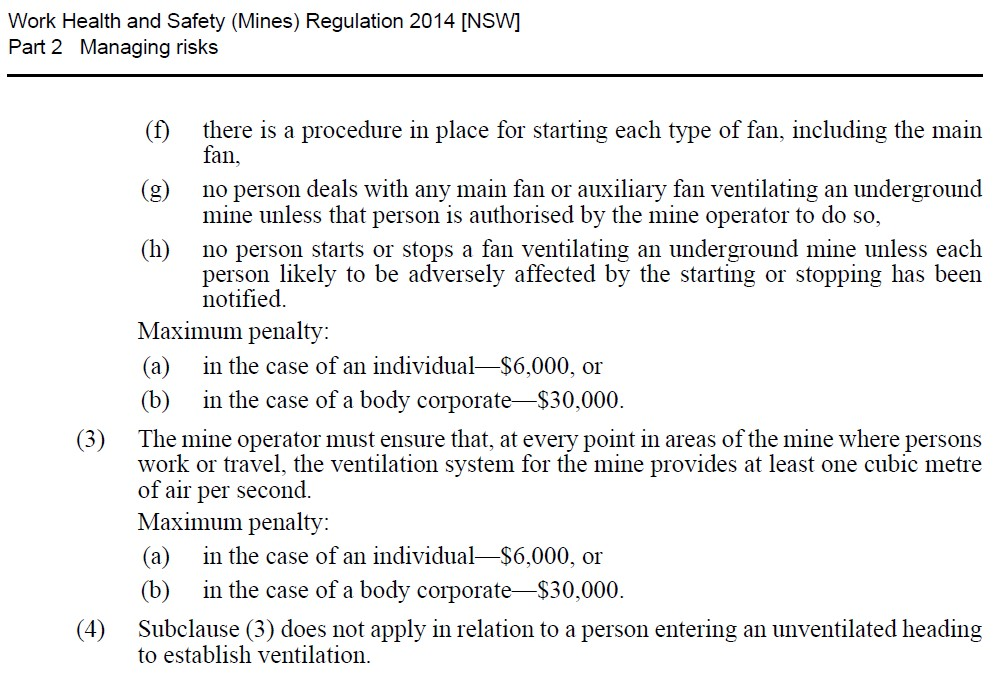 Work Health and Safety (Mines) Regulation 2014 [NSW]
Part 2 Managing risks
(f) there is a procedure in place for starting each type of fan, including the main
fan,
(g) no person deals with any main fan or auxiliary fan ventilating an underground
mine unless that person is authorised by the mine operator to do so,
(h) no person starts or stops a fan ventilating an underground mine unless each
person likely to be adversely affected by the starting or stopping has been
notified.
Maximum penalty:
(a) in the case of an individual—$6,000, or
(b) in the case of a body corporate—$30,000.
(3) The mine operator must ensure that, at every point in areas of the mine where persons
work or travel, the ventilation system for the mine provides at least one cubic metre
of air per second.
Maximum penalty:
(a) in the case of an individual—$6,000, or
(b) in the case of a body corporate—$30,000.
(4) Subclause (3) does not apply in relation to a person entering an unventilated heading
to establish ventilation.